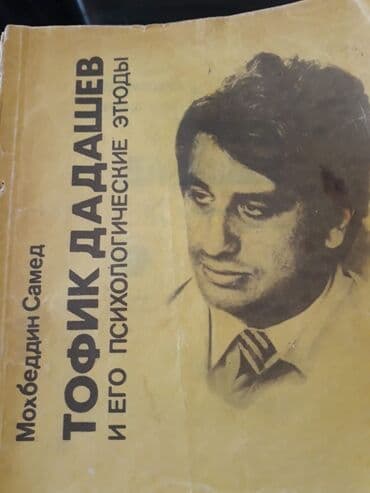 Мохбеддин Самед
ТОФИК ДАДАШЕВ
И ЕГО ПСИХОЛОГИЧЕСКИЕ ЭТЮДЫ